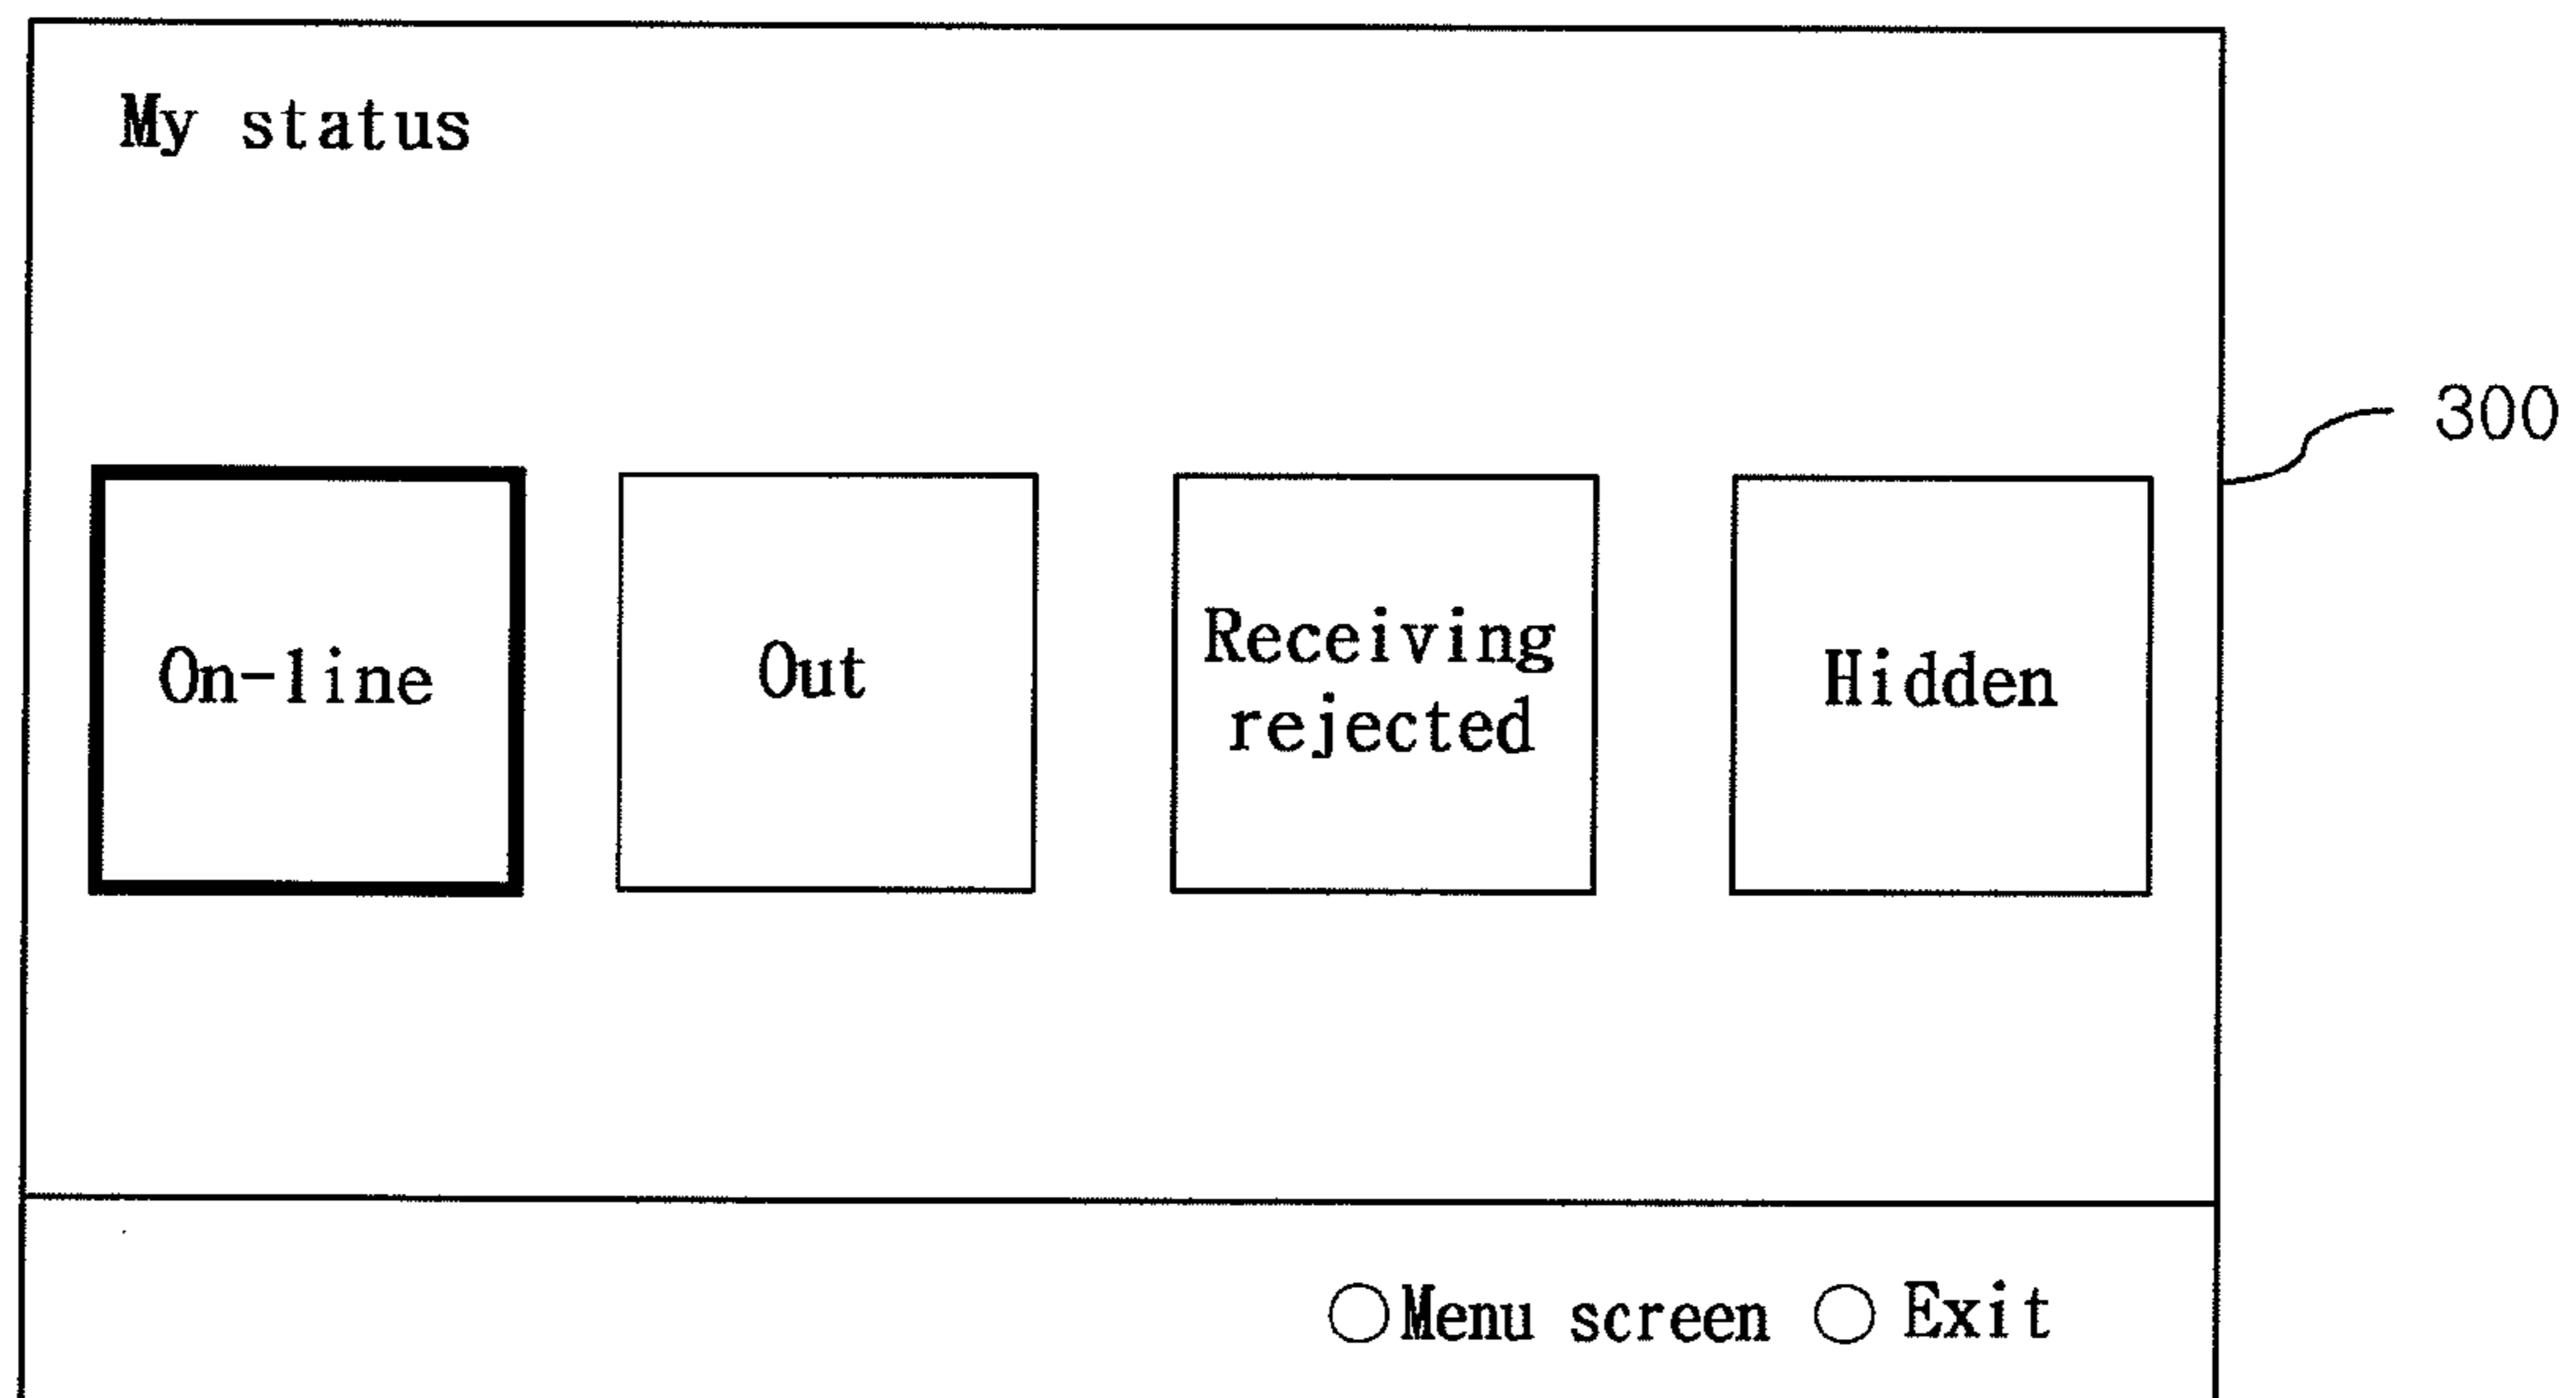 My status
300
On-line
Out
Receiving
rejected
Hidden
○Menu screen ○ Exit